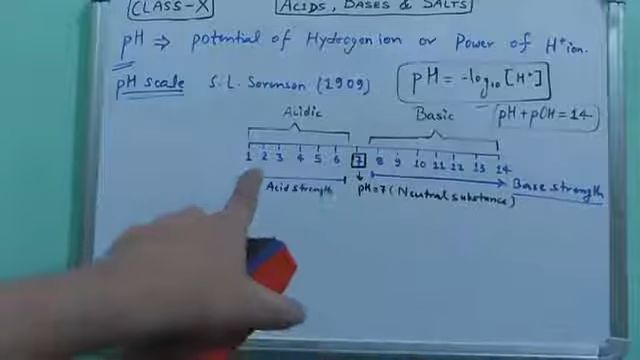 CLASS-X
ACIDS, BASES & SALTS
pH ⇒ potential of Hydrogen ion or Power of H⁺ ion.
pH scale S.L. Sorenson (1909) pH = -log₁₀[H⁺]
pH + pOH = 14
Acidic Basic
1 2 3 4 5 6 7 8 9 10 11 12 13 14
Acid strength pH=7 (Neutral substance) Base strength